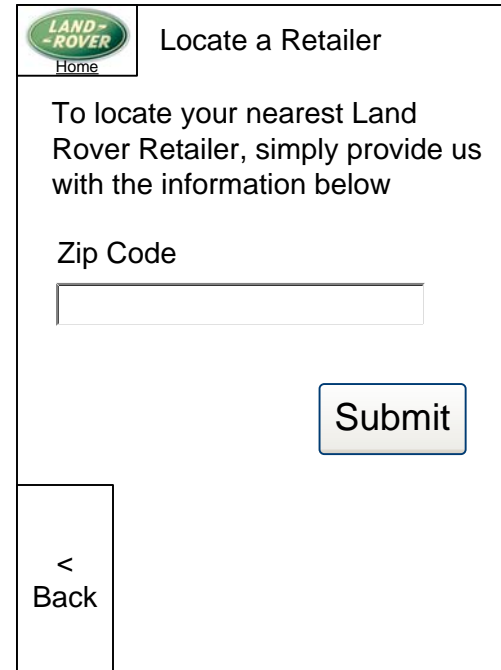 LAND-
-ROVER
Home
Locate a Retailer
To locate your nearest Land
Rover Retailer, simply provide us
with the information below
Zip Code
Submit
<
Back